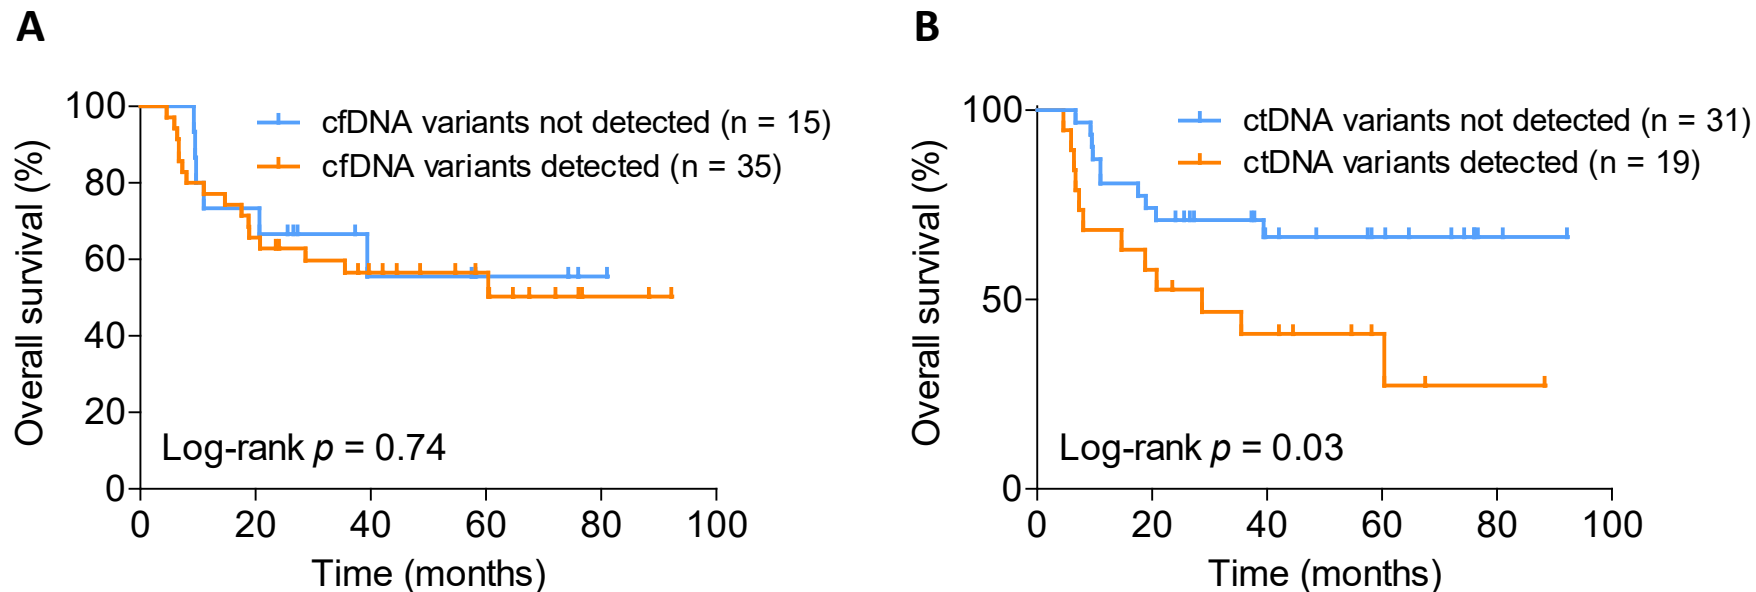 A
Overall survival (%)
100
80
60
40
20
0
cfDNA variants not detected (n = 15)
cfDNA variants detected (n = 35)
Log-rank p = 0.74
0 20 40 60 80 100
Time (months)
B
Overall survival (%)
100
50
0
ctDNA variants not detected (n = 31)
ctDNA variants detected (n = 19)
Log-rank p = 0.03
0 20 40 60 80 100
Time (months)